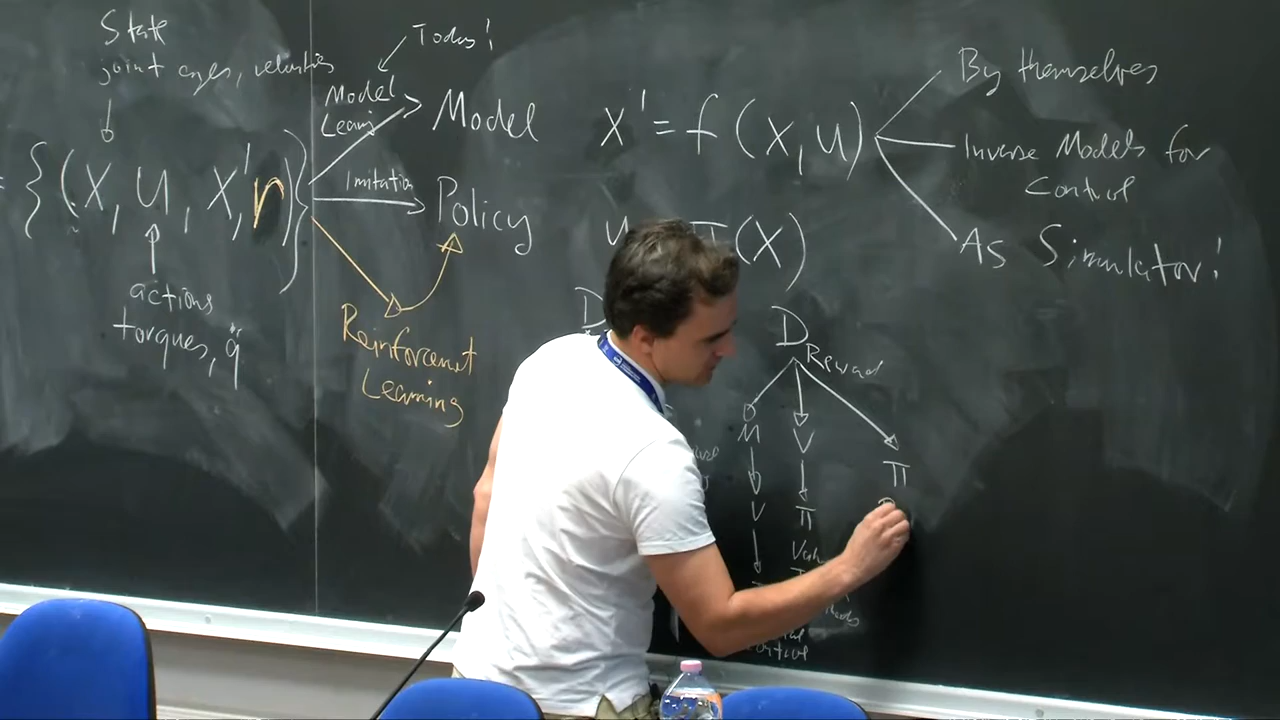 State
joint angles, velocities
{(X, U, X', r)}
actions
torques, q̈
Today!
Model
Learning
Model
Imitation
Policy
Reinforcement
Learning
X' = f(X, U)
π(X)
By themselves
Inverse Models for
Control
As Simulator!
D
D Reward
M
V
V
π
π